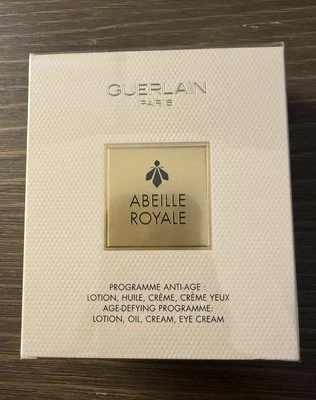 GUERLAIN
PARIS
ABEILLE
ROYALE
PROGRAMME ANTI-AGE :
LOTION, HUILE, CRÈME, CRÈME YEUX
AGE-DEFYING PROGRAMME:
LOTION, OIL, CREAM, EYE CREAM